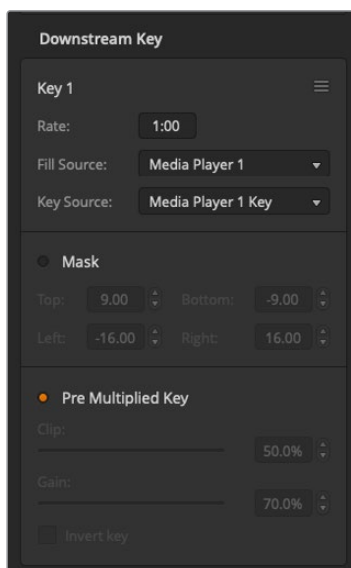 Downstream Key
Key 1
Rate: 1:00
Fill Source: Media Player 1
Key Source: Media Player 1 Key
Mask
Top: 9.00 Bottom: -9.00
Left: -16.00 Right: 16.00
Pre Multiplied Key
Clip:
50.0%
Gain:
70.0%
Invert key